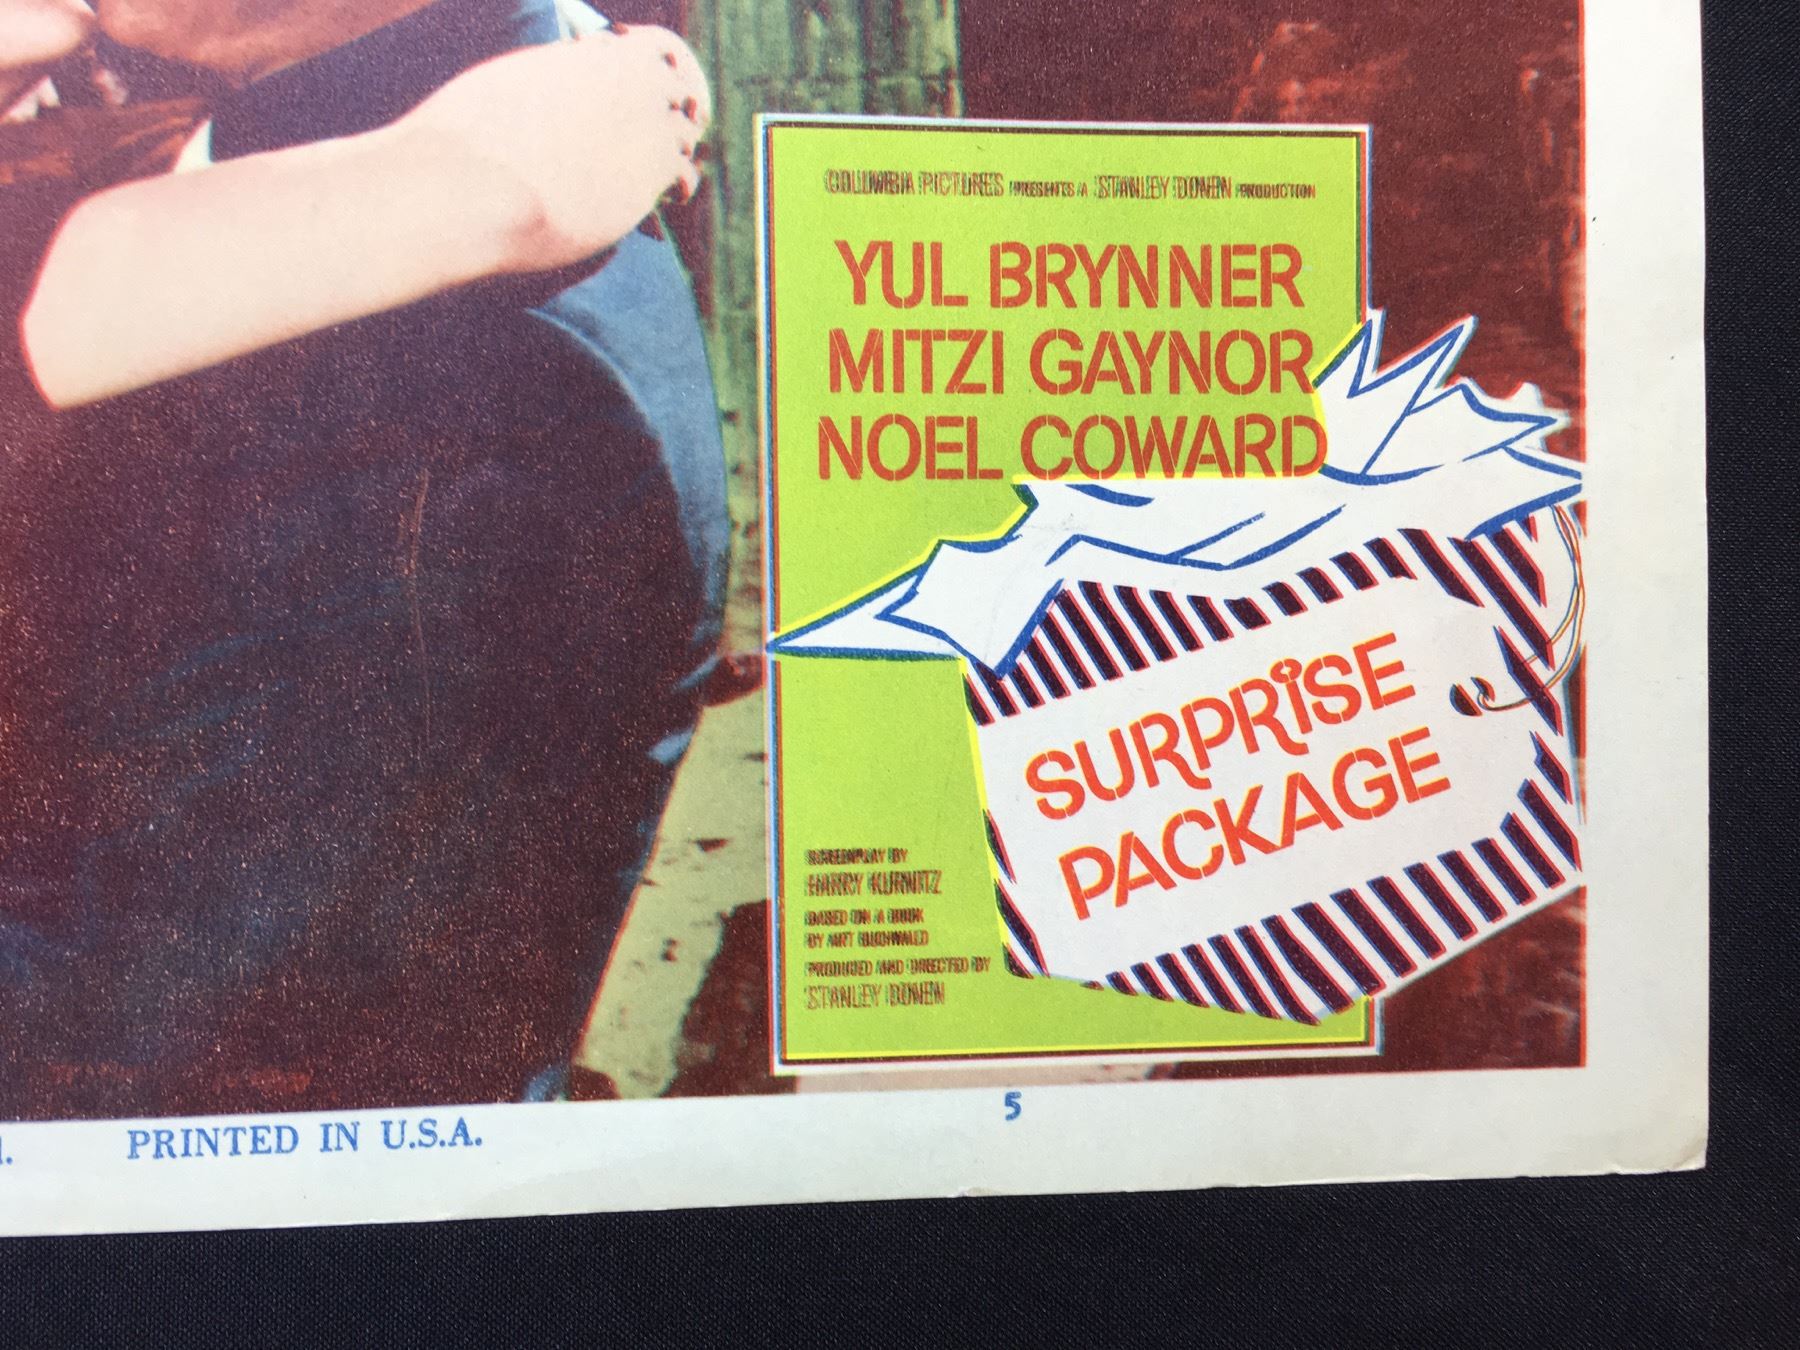 COLUMBIA PICTURES PRESENTS A STANLEY DONEN PRODUCTION
YUL BRYNNER
MITZI GAYNOR
NOEL COWARD
SURPRISE
PACKAGE
SCREENPLAY BY
HARRY KURNITZ
BASED ON A BOOK
BY ART BUCHWALD
PRODUCED AND DIRECTED BY
STANLEY DONEN
PRINTED IN U.S.A.
5